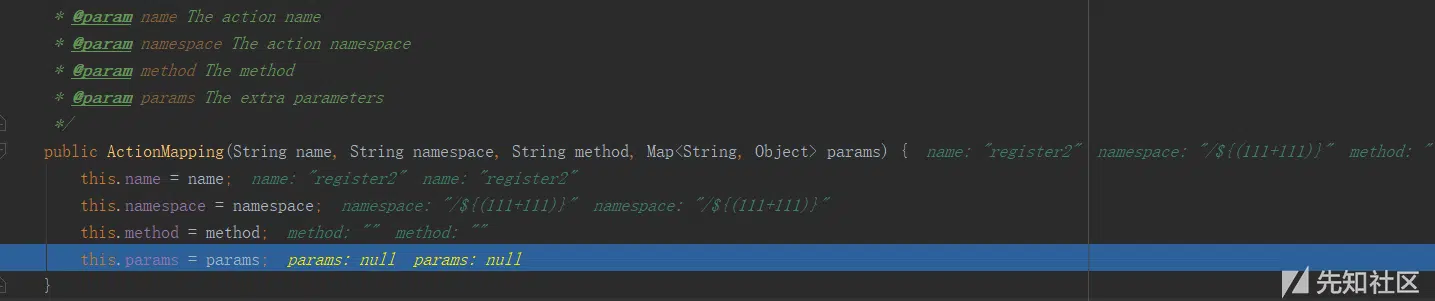 * @param name The action name
* @param namespace The action namespace
* @param method The method
* @param params The extra parameters
*/
public ActionMapping(String name, String namespace, String method, Map<String, Object> params) { name: "register2" namespace: "/${(111+111)}" method: "
this.name = name; name: "register2" name: "register2"
this.namespace = namespace; namespace: "/${(111+111)}" namespace: "/${(111+111)}"
this.method = method; method: "" method: ""
this.params = params; params: null params: null
}
先知社区